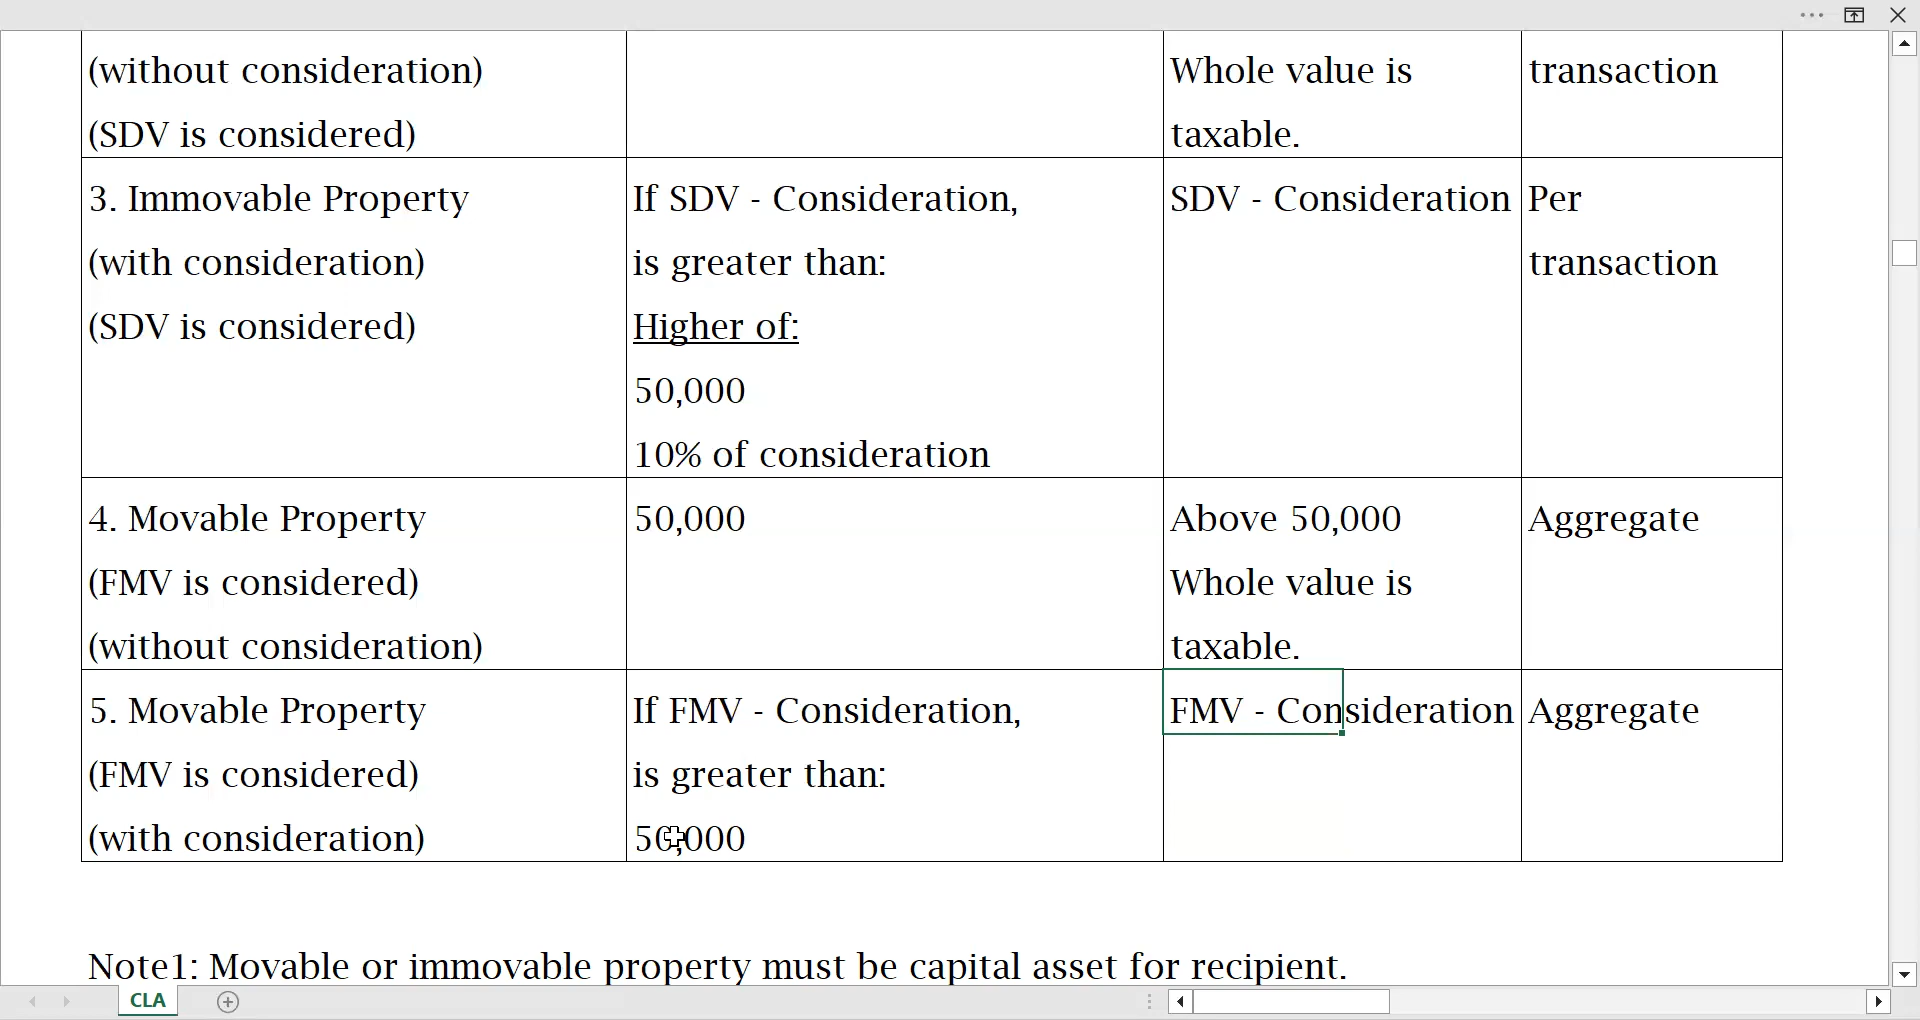 (without consideration)
(SDV is considered)
Whole value is
taxable.
transaction
3. Immovable Property
(with consideration)
(SDV is considered)
If SDV - Consideration,
is greater than:
Higher of:
50,000
10% of consideration
SDV - Consideration
Per
transaction
4. Movable Property
(FMV is considered)
(without consideration)
50,000
Above 50,000
Whole value is
taxable.
Aggregate
5. Movable Property
(FMV is considered)
(with consideration)
If FMV - Consideration,
is greater than:
50,000
FMV - Consideration
Aggregate
Note1: Movable or immovable property must be capital asset for recipient.
CLA